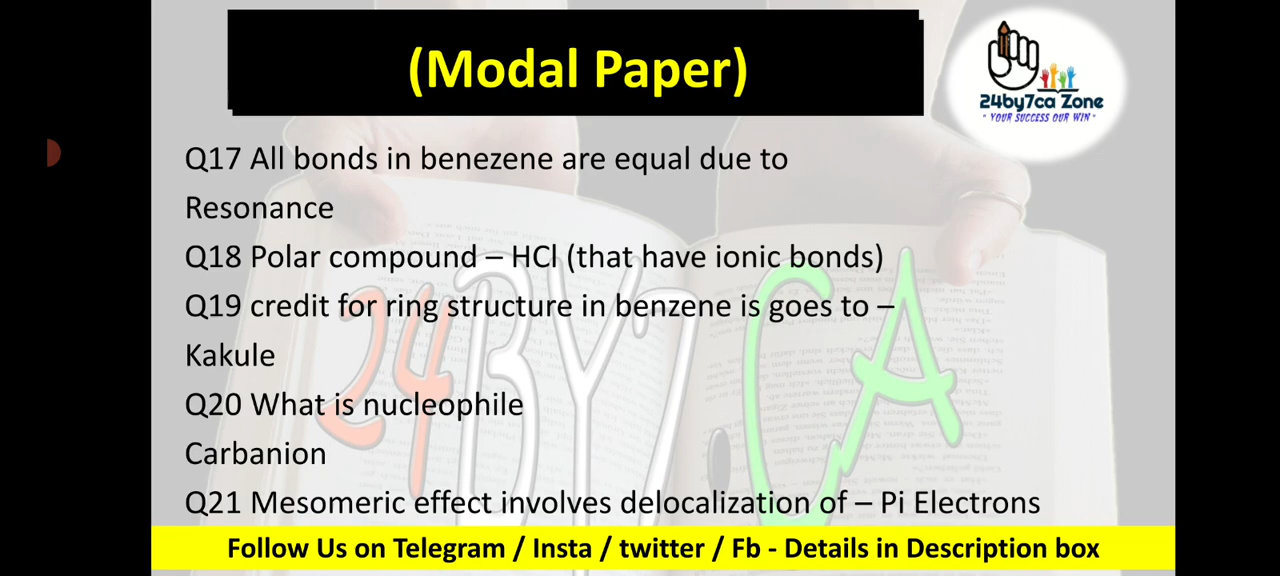 (Modal Paper)
24by7ca Zone
" YOUR SUCCESS OUR WIN "
Q17 All bonds in benezene are equal due to
Resonance
Q18 Polar compound – HCl (that have ionic bonds)
Q19 credit for ring structure in benzene is goes to –
Kakule
Q20 What is nucleophile
Carbanion
Q21 Mesomeric effect involves delocalization of – Pi Electrons
24BY7.CA
Follow Us on Telegram / Insta / twitter / Fb - Details in Description box